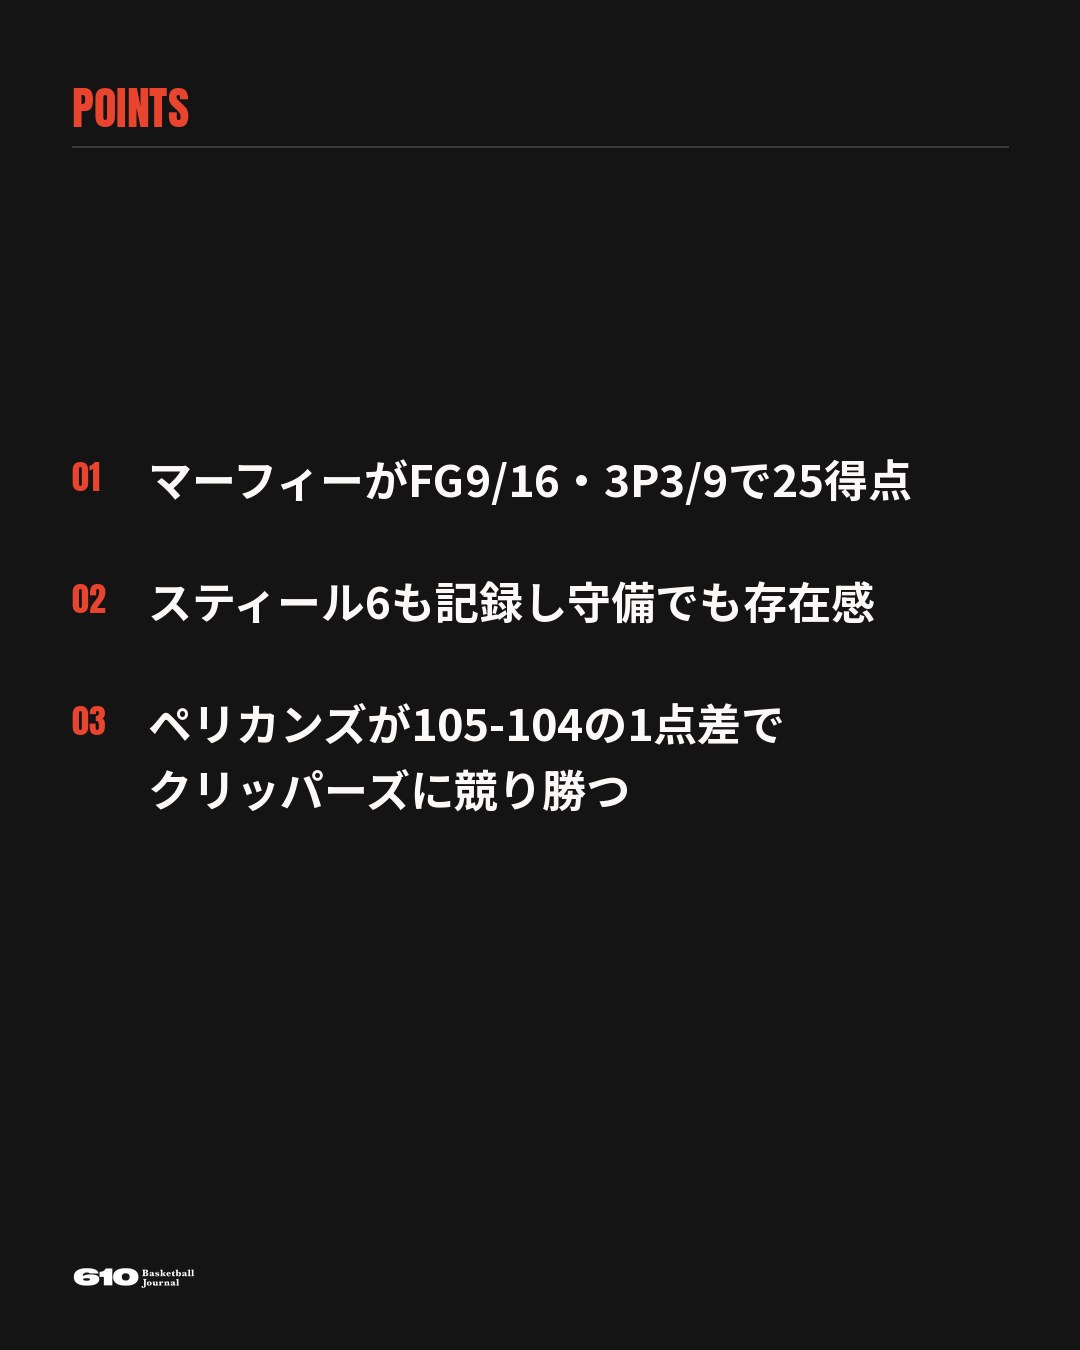 POINTS
01 マーフィーがFG9/16・3P3/9で25得点
02 スティール6も記録し守備でも存在感
03 ペリカンズが105-104の1点差で
クリッパーズに競り勝つ
610 Basketball
Journal